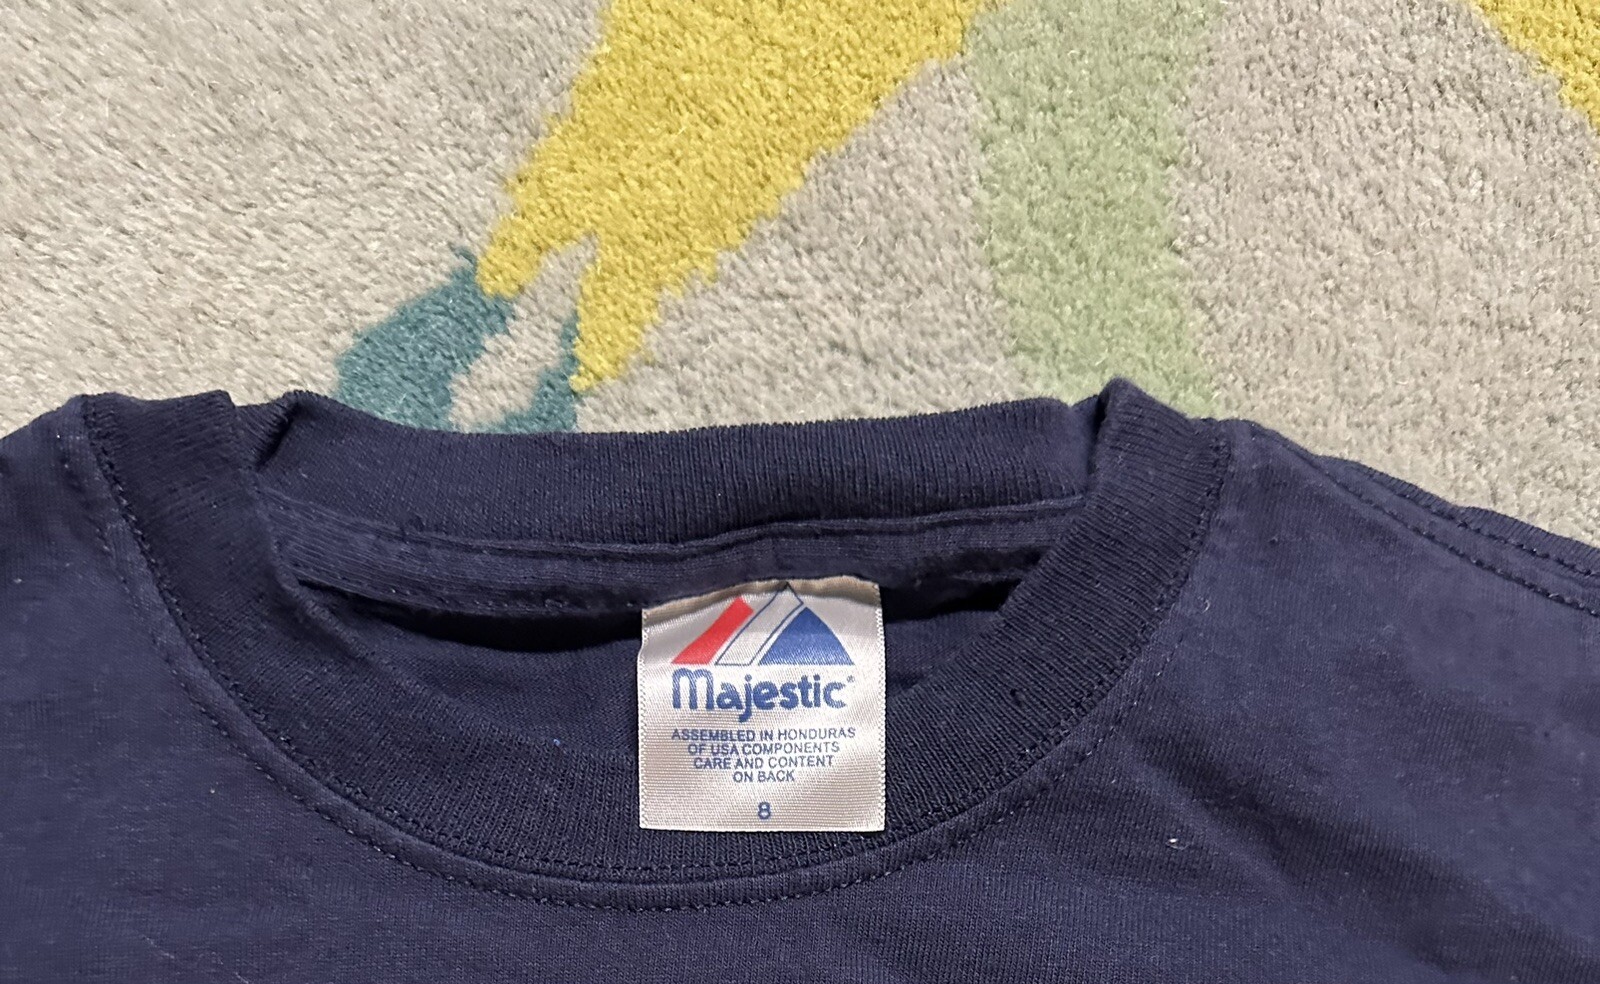 Majestic®
ASSEMBLED IN HONDURAS
OF USA COMPONENTS
CARE AND CONTENT
ON BACK
8